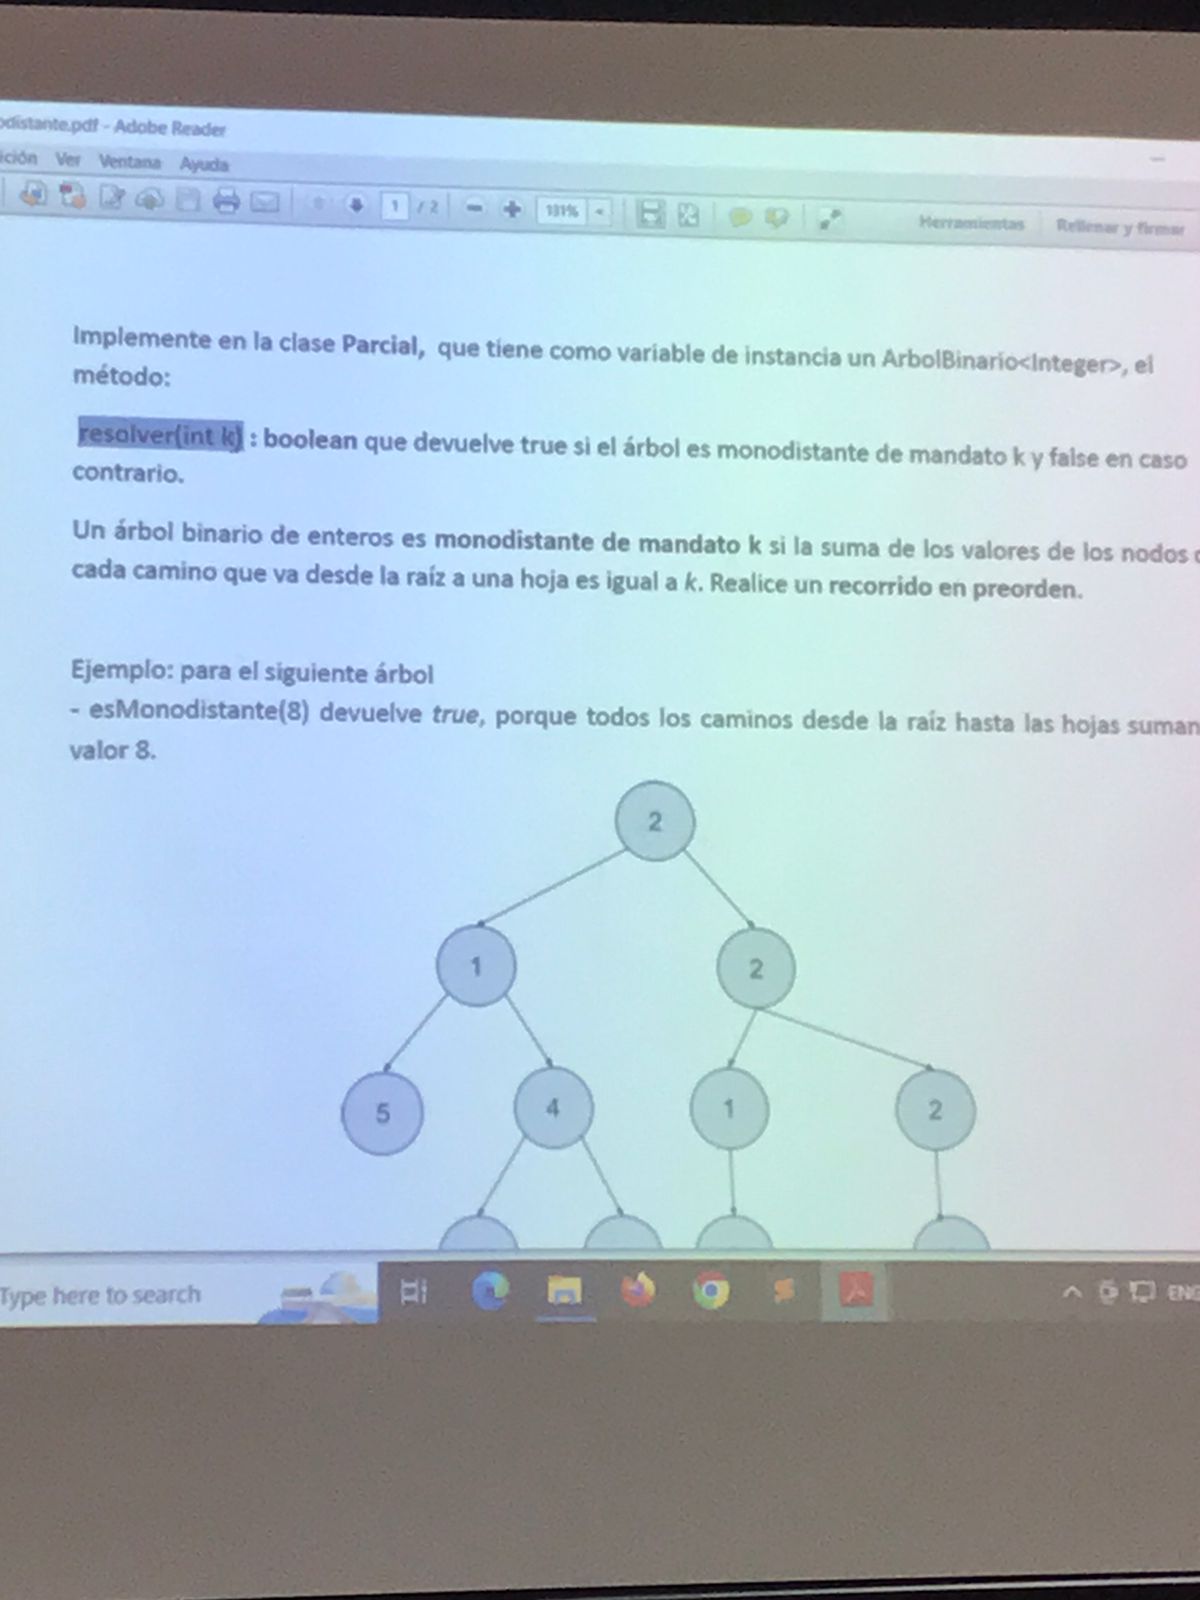 odistante.pdf - Adobe Reader
ición Ver Ventana Ayuda
1 / 2 131% Herramientas Rellenar y firmar
Implemente en la clase Parcial, que tiene como variable de instancia un ArbolBinario<Integer>, el
método:
resolver(int k) : boolean que devuelve true si el árbol es monodistante de mandato k y false en caso
contrario.
Un árbol binario de enteros es monodistante de mandato k si la suma de los valores de los nodos
cada camino que va desde la raíz a una hoja es igual a k. Realice un recorrido en preorden.
Ejemplo: para el siguiente árbol
- esMonodistante(8) devuelve true, porque todos los caminos desde la raíz hasta las hojas suman
valor 8.
2
1 2
5 4 1 2
Type here to search ENG